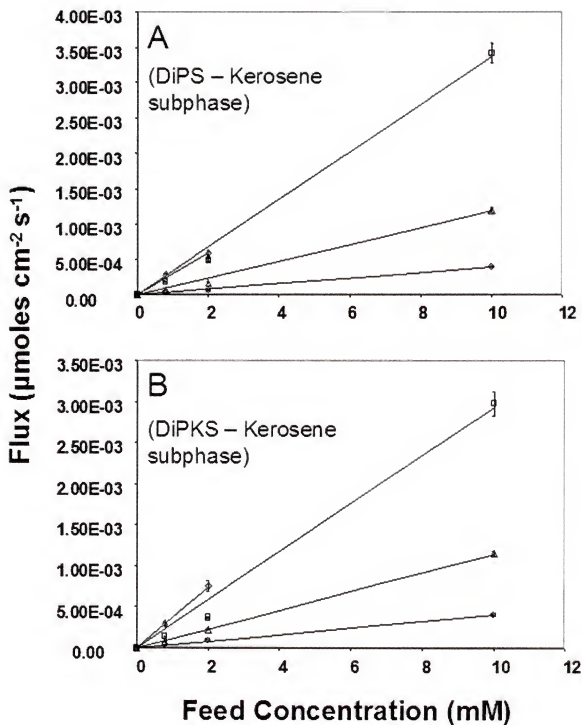 4.00E-03
A
3.50E-03
(DiPS – Kerosene
subphase)
3.00E-03
2.50E-03
2.00E-03
1.50E-03
1.00E-03
5.00E-04
0.00
0 2 4 6 8 10 12
Flux (μmoles cm-2 s-1)
3.50E-03
B
3.00E-03
(DiPKS – Kerosene
subphase)
2.50E-03
2.00E-03
1.50E-03
1.00E-03
5.00E-04
0.00
0 2 4 6 8 10 12
Feed Concentration (mM)